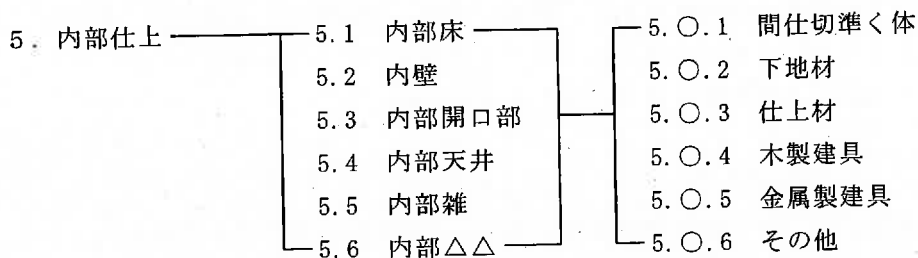 5. 内部仕上 5.1 内部床 5.○.1 間仕切準く体
5.2 内壁 5.○.2 下地材
5.3 内部開口部 5.○.3 仕上材
5.4 内部天井 5.○.4 木製建具
5.5 内部雑 5.○.5 金属製建具
5.6 内部△△ 5.○.6 その他